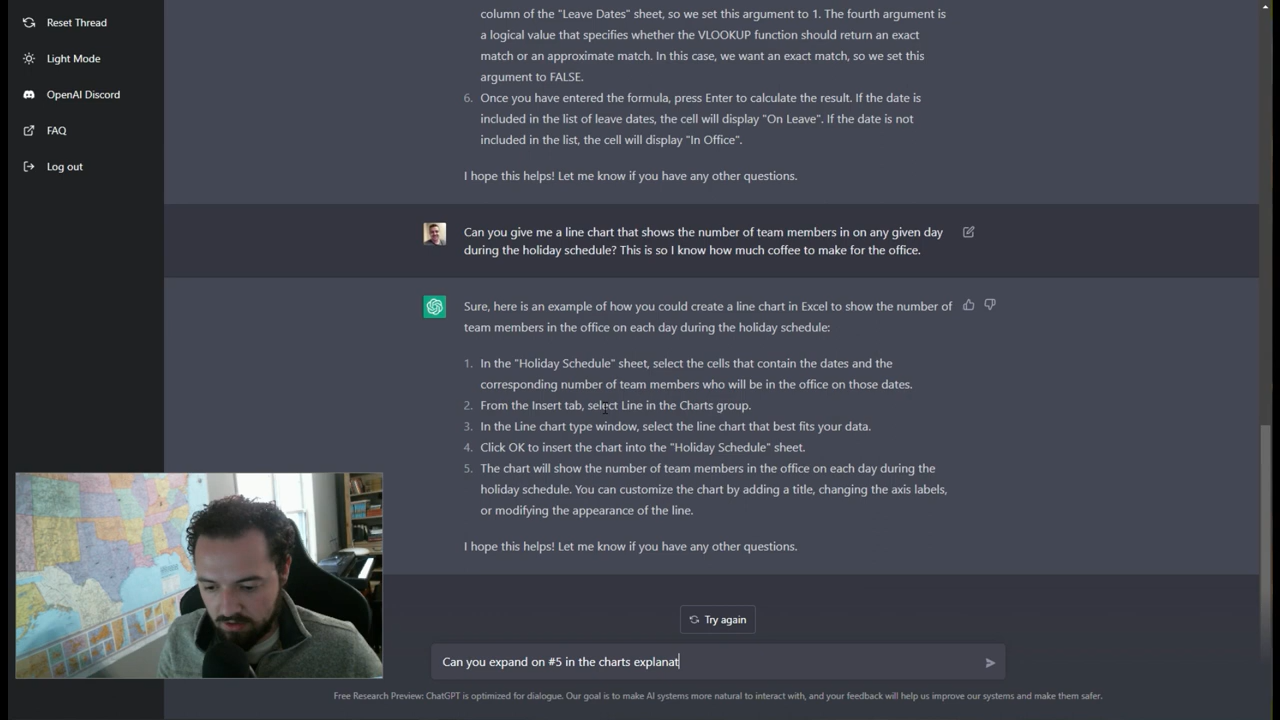 Reset Thread
Light Mode
OpenAI Discord
FAQ
Log out
column of the "Leave Dates" sheet, so we set this argument to 1. The fourth argument is
a logical value that specifies whether the VLOOKUP function should return an exact
match or an approximate match. In this case, we want an exact match, so we set this
argument to FALSE.
6. Once you have entered the formula, press Enter to calculate the result. If the date is
included in the list of leave dates, the cell will display "On Leave". If the date is not
included in the list, the cell will display "In Office".
I hope this helps! Let me know if you have any other questions.
Can you give me a line chart that shows the number of team members in on any given day
during the holiday schedule? This is so I know how much coffee to make for the office.
Sure, here is an example of how you could create a line chart in Excel to show the number of
team members in the office on each day during the holiday schedule:
1. In the "Holiday Schedule" sheet, select the cells that contain the dates and the
corresponding number of team members who will be in the office on those dates.
2. From the Insert tab, select Line in the Charts group.
3. In the Line chart type window, select the line chart that best fits your data.
4. Click OK to insert the chart into the "Holiday Schedule" sheet.
5. The chart will show the number of team members in the office on each day during the
holiday schedule. You can customize the chart by adding a title, changing the axis labels,
or modifying the appearance of the line.
I hope this helps! Let me know if you have any other questions.
Try again
Can you expand on #5 in the charts explanat
Free Research Preview: ChatGPT is optimized for dialogue. Our goal is to make AI systems more natural to interact with, and your feedback will help us improve our systems and make them safer.